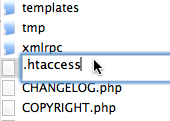 templates
tmp
xmlrpc
.htaccess
CHANGELOG.php
COPYRIGHT.php